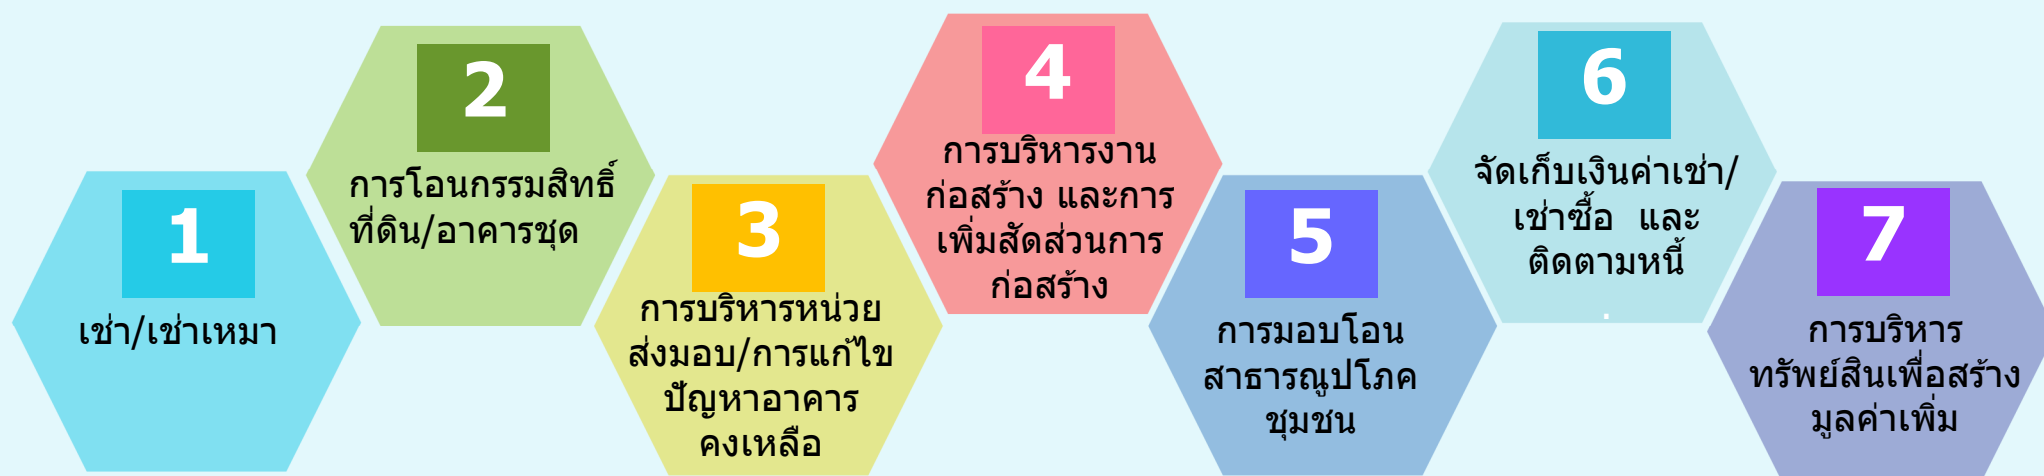 1
เช่า/เช่าเหมา
2
การโอนกรรมสิทธิ์
ที่ดิน/อาคารชุด
3
การบริหารหน่วย
ส่งมอบ/การแก้ไข
ปัญหาอาคาร
คงเหลือ
4
การบริหารงาน
ก่อสร้าง และการ
เพิ่มสัดส่วนการ
ก่อสร้าง
5
การมอบโอน
สาธารณูปโภค
ชุมชน
6
จัดเก็บเงินค่าเช่า/
เช่าซื้อ และ
ติดตามหนี้
.
7
การบริหาร
ทรัพย์สินเพื่อสร้าง
มูลค่าเพิ่ม